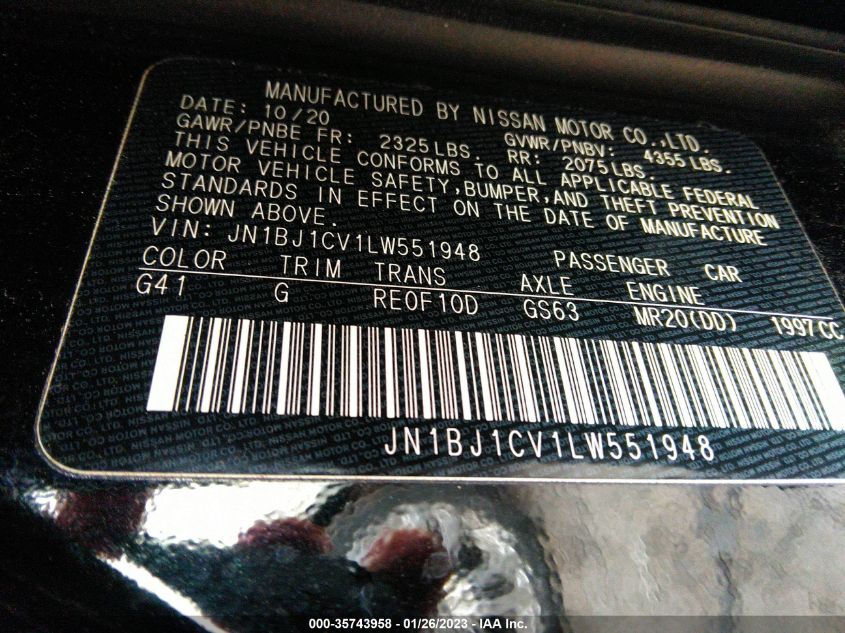 MANUFACTURED BY NISSAN MOTOR CO.,LTD.
DATE: 10/20 GVWR/PNBV: 4355LBS.
GAWR/PNBE FR: 2325LBS. RR: 2075LBS.
THIS VEHICLE CONFORMS TO ALL APPLICABLE FEDERAL
MOTOR VEHICLE SAFETY,BUMPER,AND THEFT PREVENTION
STANDARDS IN EFFECT ON THE DATE OF MANUFACTURE
SHOWN ABOVE.
VIN: JN1BJ1CV1LW551948 PASSENGER CAR
COLOR TRIM TRANS AXLE ENGINE
G41 G RE0F10D GS63 MR20(DD) 1997CC
JN1BJ1CV1LW551948
000-35743958 - 01/26/2023 - IAA Inc.